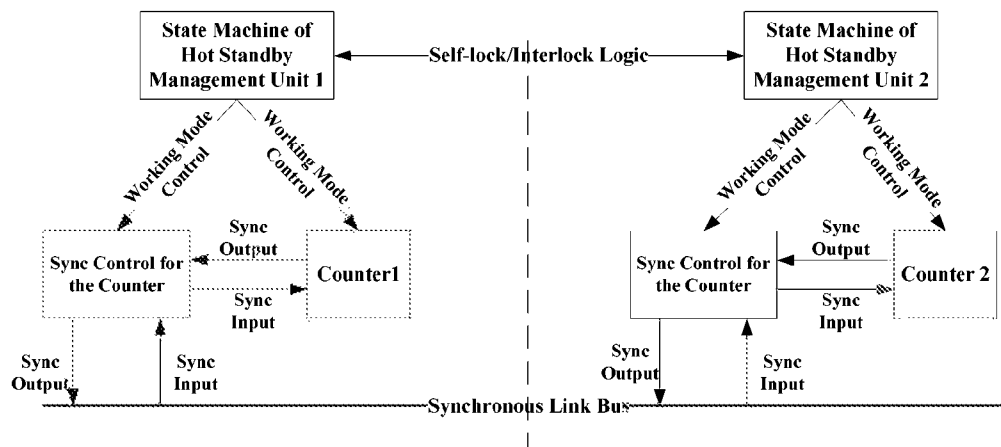 State Machine of
Hot Standby
Management Unit 1
Self-lock/Interlock Logic
State Machine of
Hot Standby
Management Unit 2
Working Mode
Control
Working Mode
Control
Working Mode
Control
Working Mode
Control
Sync Control for
the Counter
Sync
Output
Sync
Input
Counter1
Sync Control for
the Counter
Sync
Output
Sync
Input
Counter 2
Sync
Output
Sync
Input
Sync
Output
Sync
Input
Synchronous Link Bus